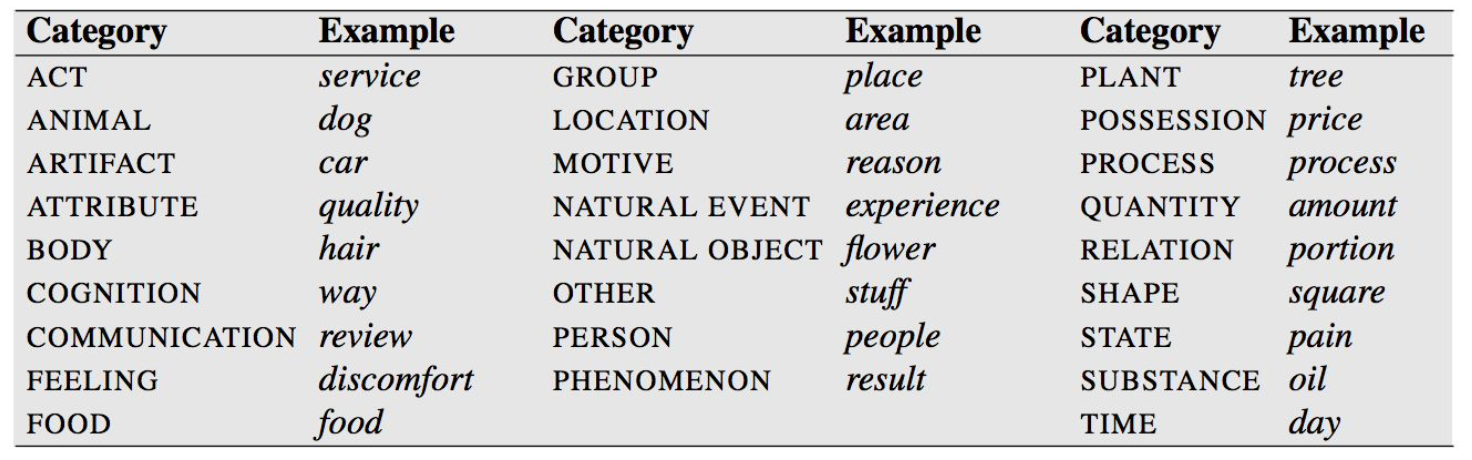 Category Example Category Example Category Example
ACT service GROUP place PLANT tree
ANIMAL dog LOCATION area POSSESSION price
ARTIFACT car MOTIVE reason PROCESS process
ATTRIBUTE quality NATURAL EVENT experience QUANTITY amount
BODY hair NATURAL OBJECT flower RELATION portion
COGNITION way OTHER stuff SHAPE square
COMMUNICATION review PERSON people STATE pain
FEELING discomfort PHENOMENON result SUBSTANCE oil
FOOD food TIME day